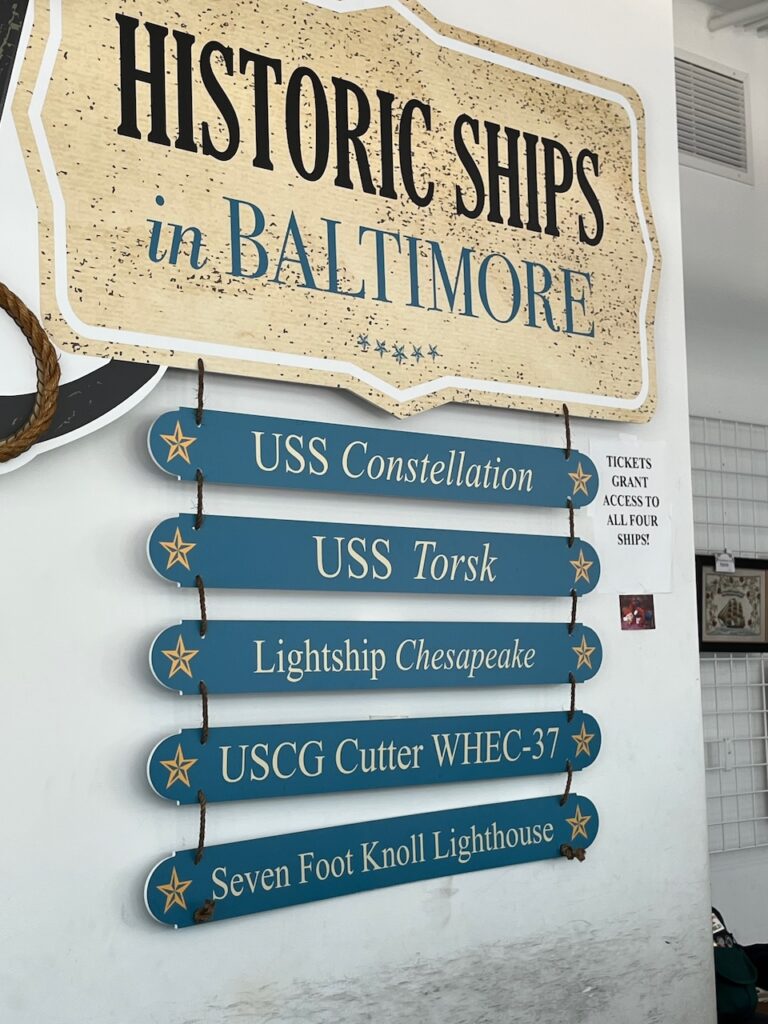 HISTORIC SHIPS
in BALTIMORE
USS Constellation
USS Torsk
Lightship Chesapeake
USCG Cutter WHEC-37
Seven Foot Knoll Lighthouse
TICKETS
GRANT
ACCESS TO
ALL FOUR
SHIPS!